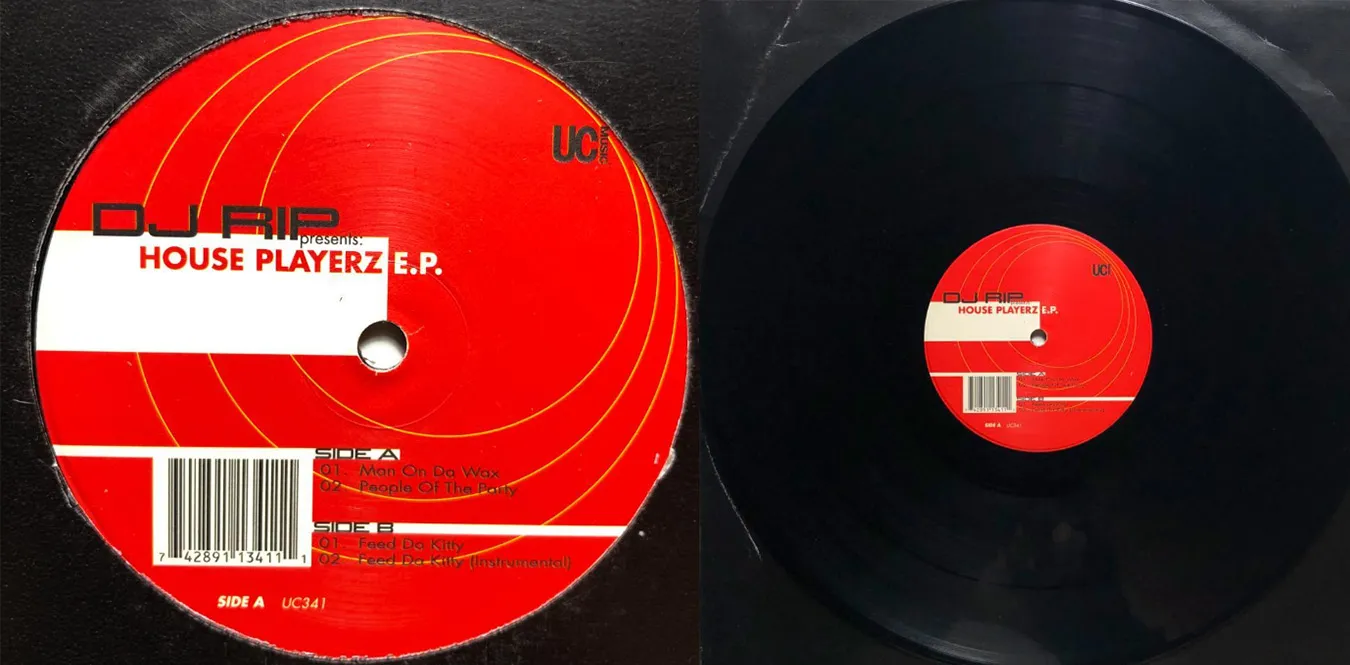 UC MUSIC
DJ RIP
presents:
HOUSE PLAYERZ E.P.
SIDE A
01. Man On Da Wax
02. People Of The Party
SIDE B
01. Feed Da Kitty
02. Feed Da Kitty (Instrumental)
7 42891 13411 1
SIDE A UC341
UC
DJ RIP
HOUSE PLAYERZ E.P.
SIDE A
SIDE B
SIDE A UC341